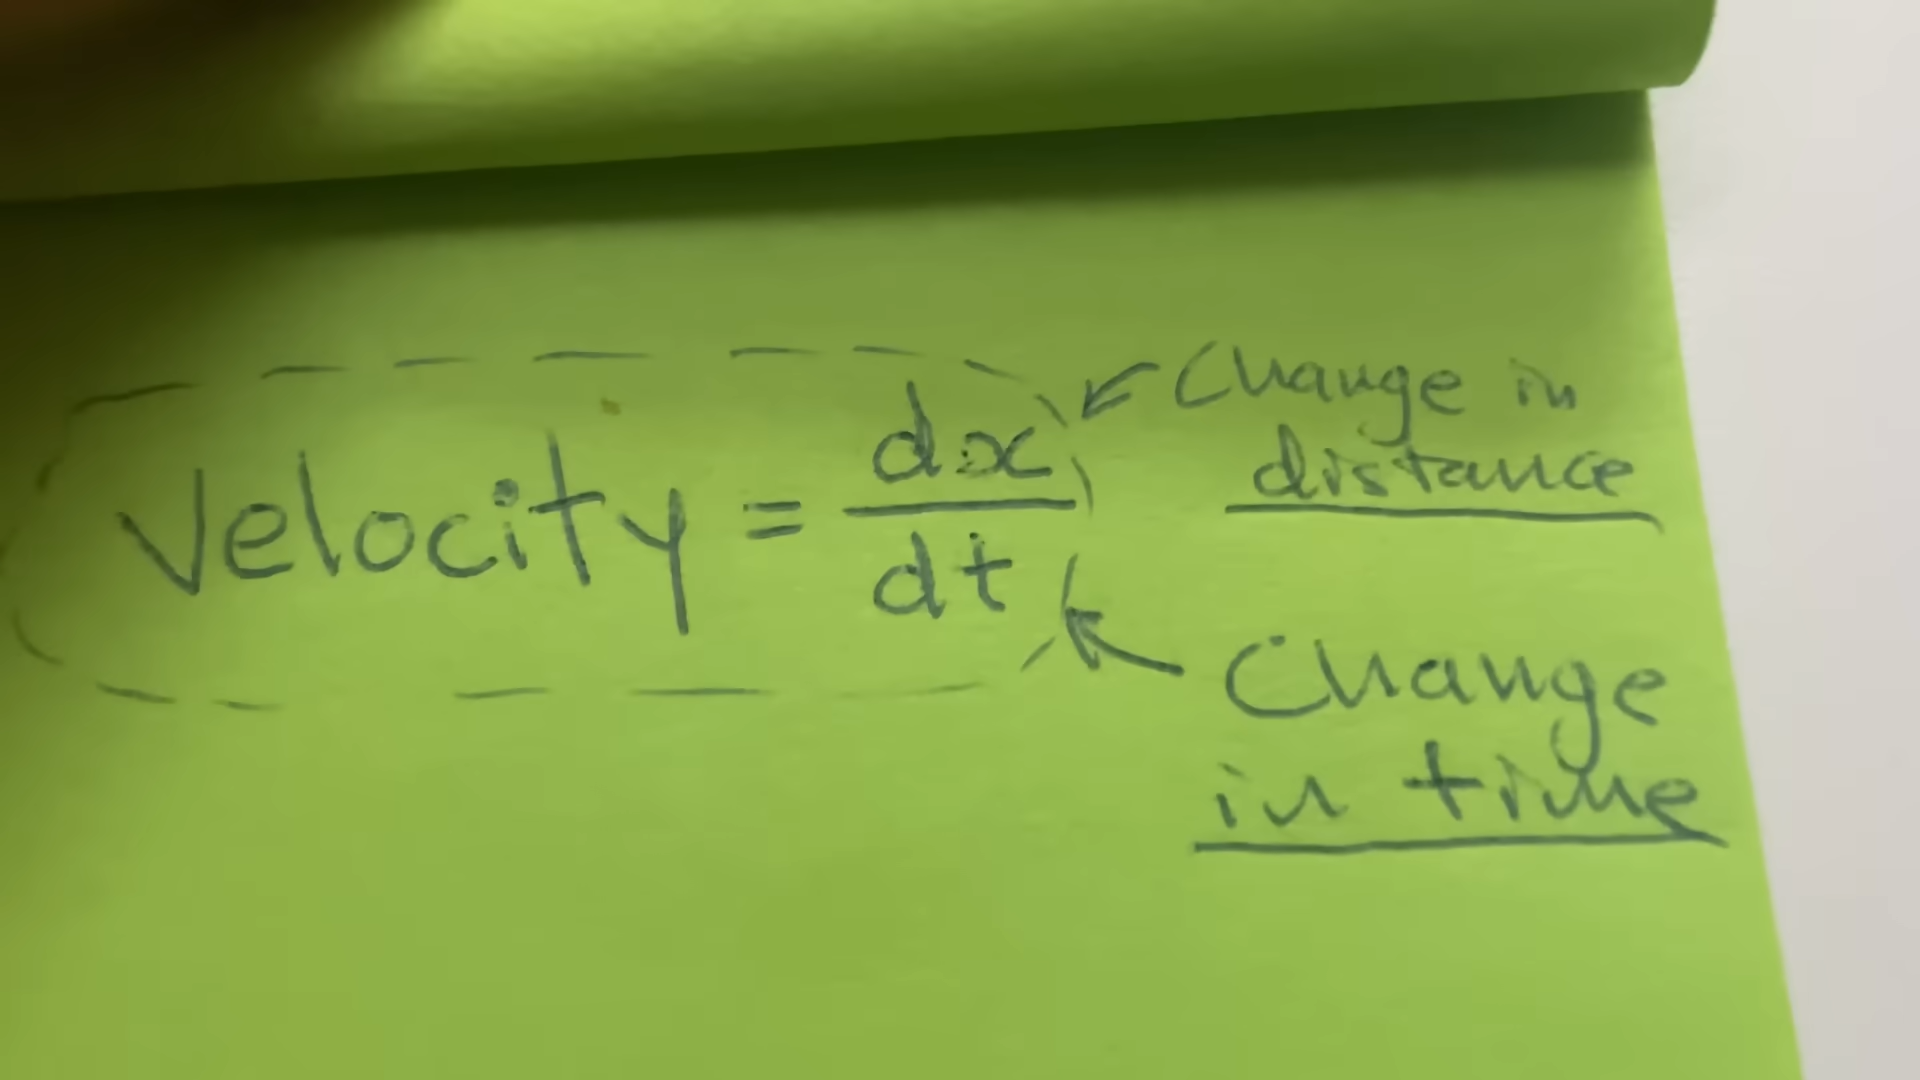 Velocity = dx/dt
Change in
distance
Change
in time